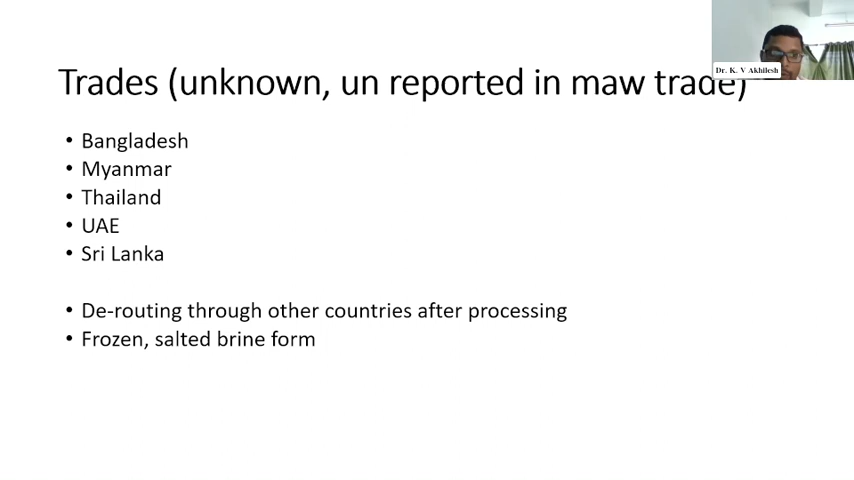 Dr. K. V Akhilesh
Trades (unknown, un reported in maw trade)
• Bangladesh
• Myanmar
• Thailand
• UAE
• Sri Lanka
• De-routing through other countries after processing
• Frozen, salted brine form